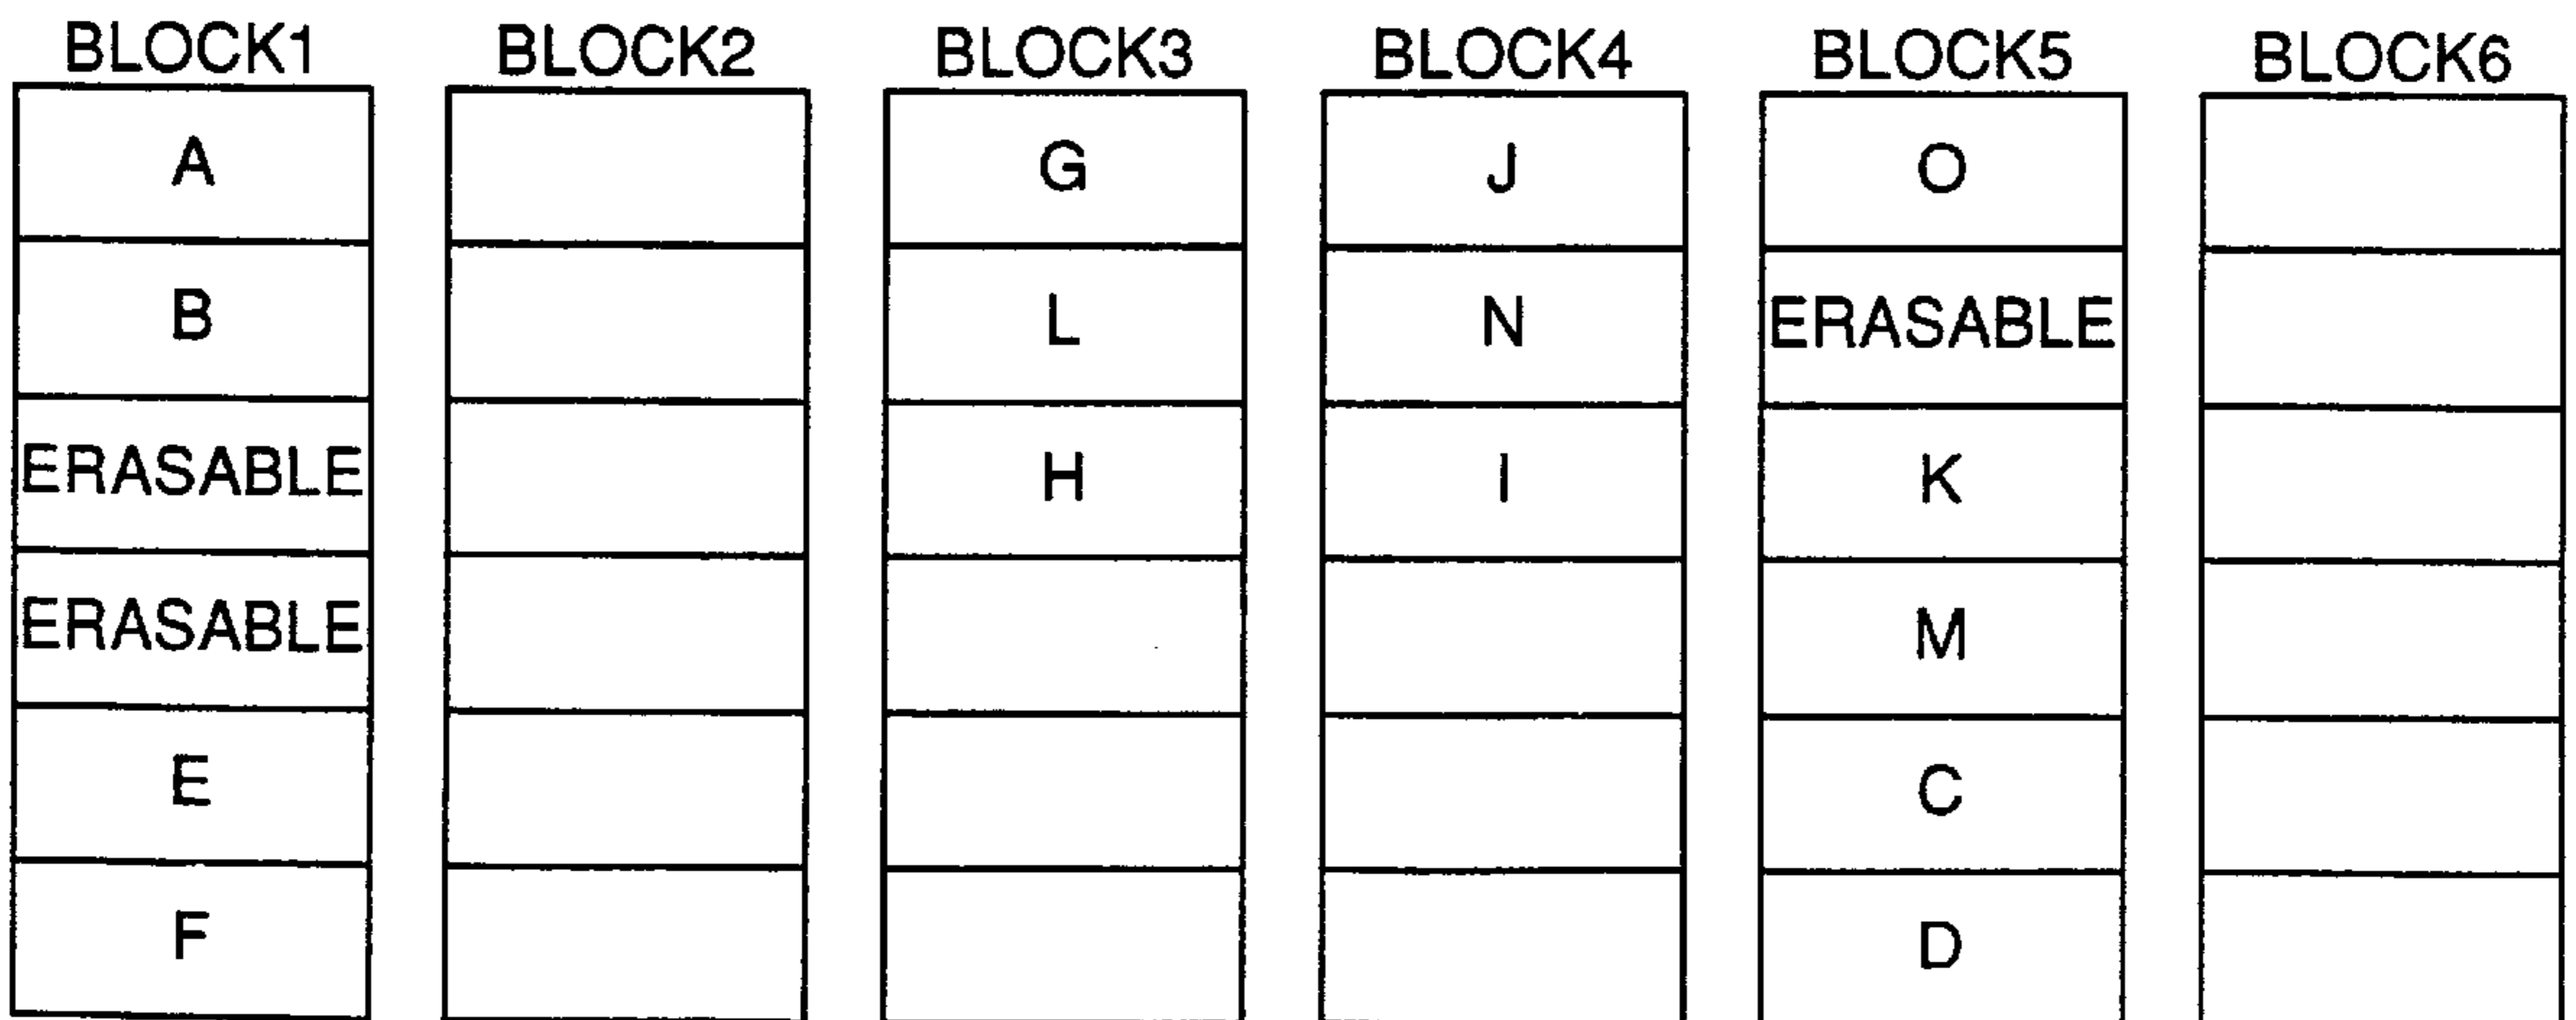 BLOCK1 BLOCK2 BLOCK3 BLOCK4 BLOCK5 BLOCK6
A G J O
B L N ERASABLE
ERASABLE H I K
ERASABLE M
E C
F D